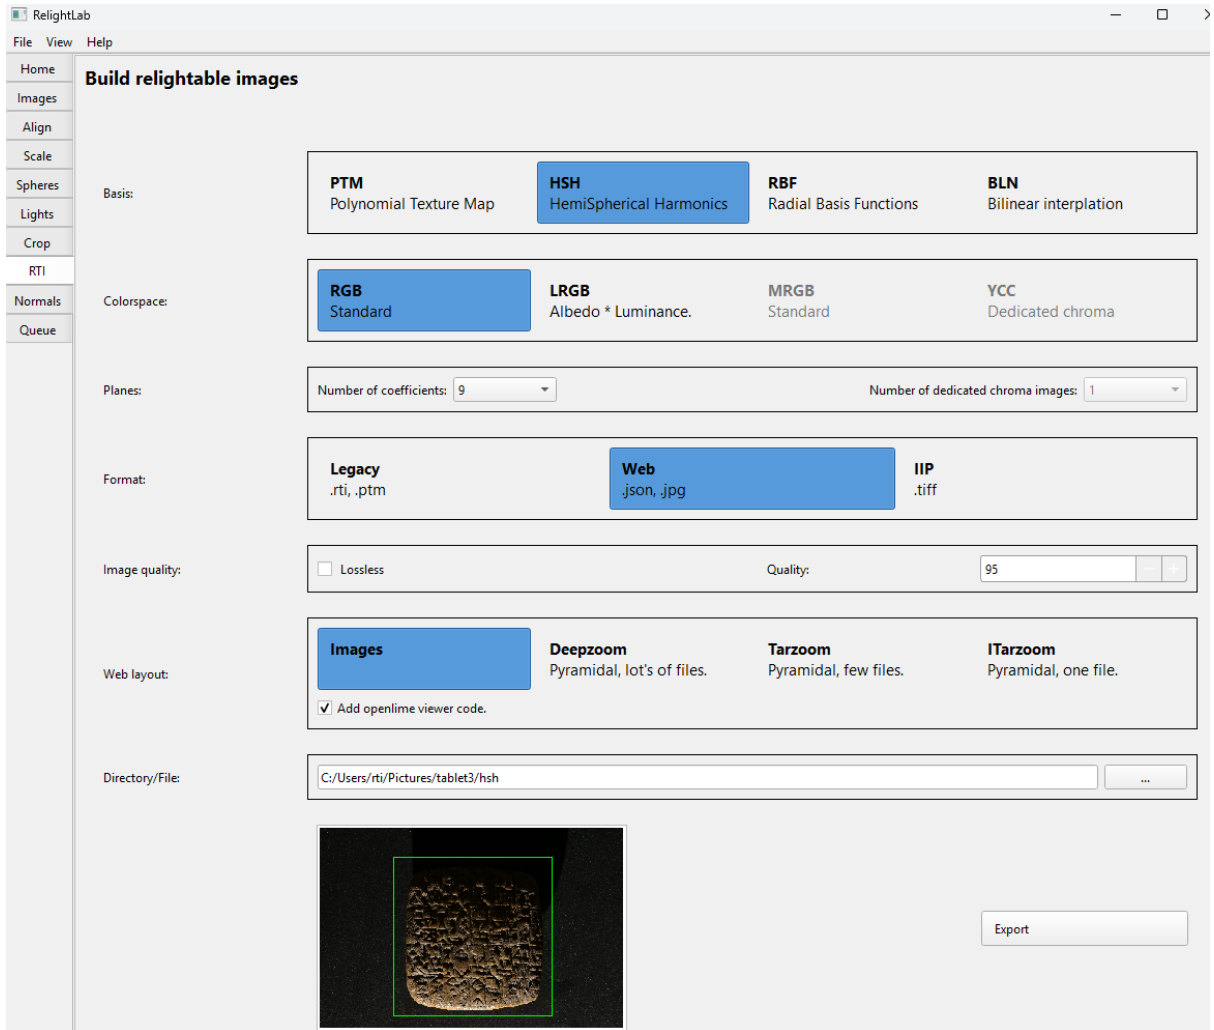 RelightLab
File View Help
Home
Images
Align
Scale
Spheres
Lights
Crop
RTI
Normals
Queue
Build relightable images
Basis:
PTM
Polynomial Texture Map
HSH
HemiSpherical Harmonics
RBF
Radial Basis Functions
BLN
Bilinear interplation
Colorspace:
RGB
Standard
LRGB
Albedo * Luminance.
MRGB
Standard
YCC
Dedicated chroma
Planes:
Number of coefficients: 9
Number of dedicated chroma images: 1
Format:
Legacy
.rti, .ptm
Web
.json, .jpg
IIP
.tiff
Image quality:
Lossless
Quality: 95
Web layout:
Images
Deepzoom
Pyramidal, lot's of files.
Tarzoom
Pyramidal, few files.
ITarzoom
Pyramidal, one file.
Add openlime viewer code.
Directory/File:
C:/Users/rti/Pictures/tablet3/hsh
...
Export